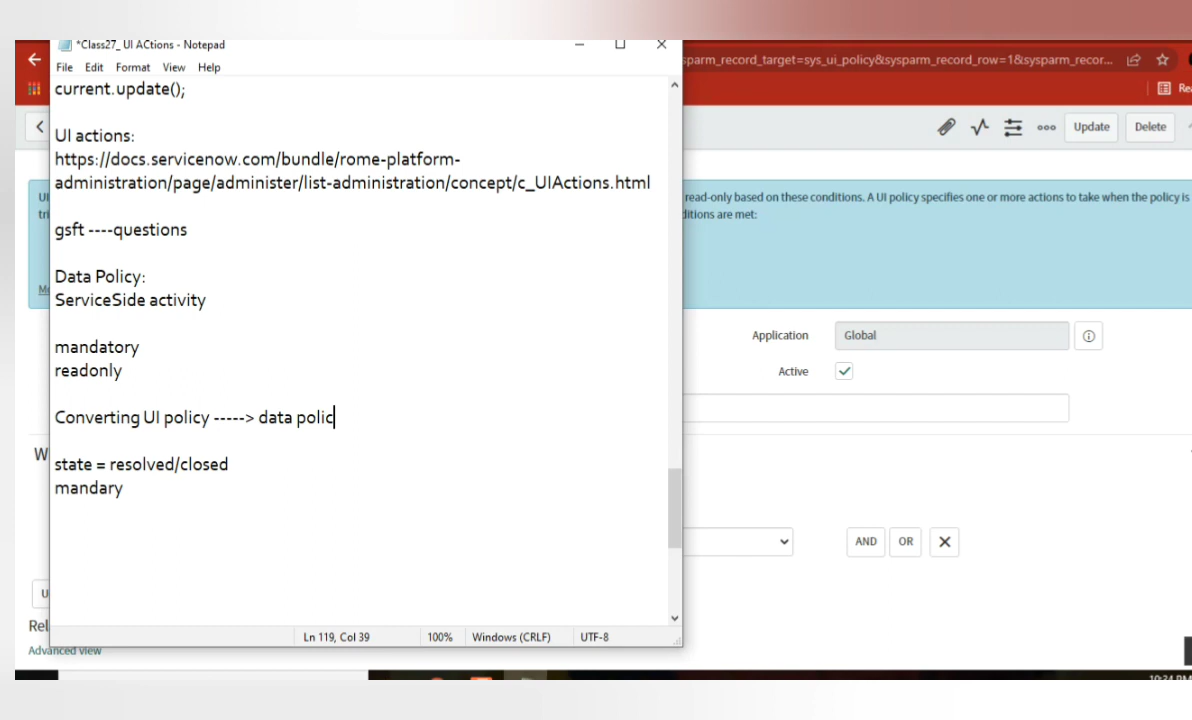 *Class27_ UI ACtions - Notepad
File Edit Format View Help
current.update();
UI actions:
https://docs.servicenow.com/bundle/rome-platform-
administration/page/administer/list-administration/concept/c_UIActions.html
gsft ----questions
Data Policy:
ServiceSide activity
mandatory
readonly
Converting UI policy -----> data polic
state = resolved/closed
mandary
Ln 119, Col 39 100% Windows (CRLF) UTF-8
sparm_record_target=sys_ui_policy&sysparm_record_row=1&sysparm_recor...
Update Delete
read-only based on these conditions. A UI policy specifies one or more actions to take when the policy is
ditions are met:
Application Global
Active
AND OR
Advanced view
10:24 PM